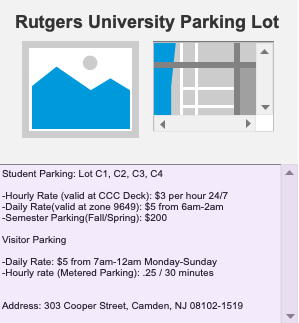 Rutgers University Parking Lot
Student Parking: Lot C1, C2, C3, C4
-Hourly Rate (valid at CCC Deck): $3 per hour 24/7
-Daily Rate(valid at zone 9649): $5 from 6am-2am
-Semester Parking(Fall/Spring): $200
Visitor Parking
-Daily Rate: $5 from 7am-12am Monday-Sunday
-Hourly rate (Metered Parking): .25 / 30 minutes
Address: 303 Cooper Street, Camden, NJ 08102-1519